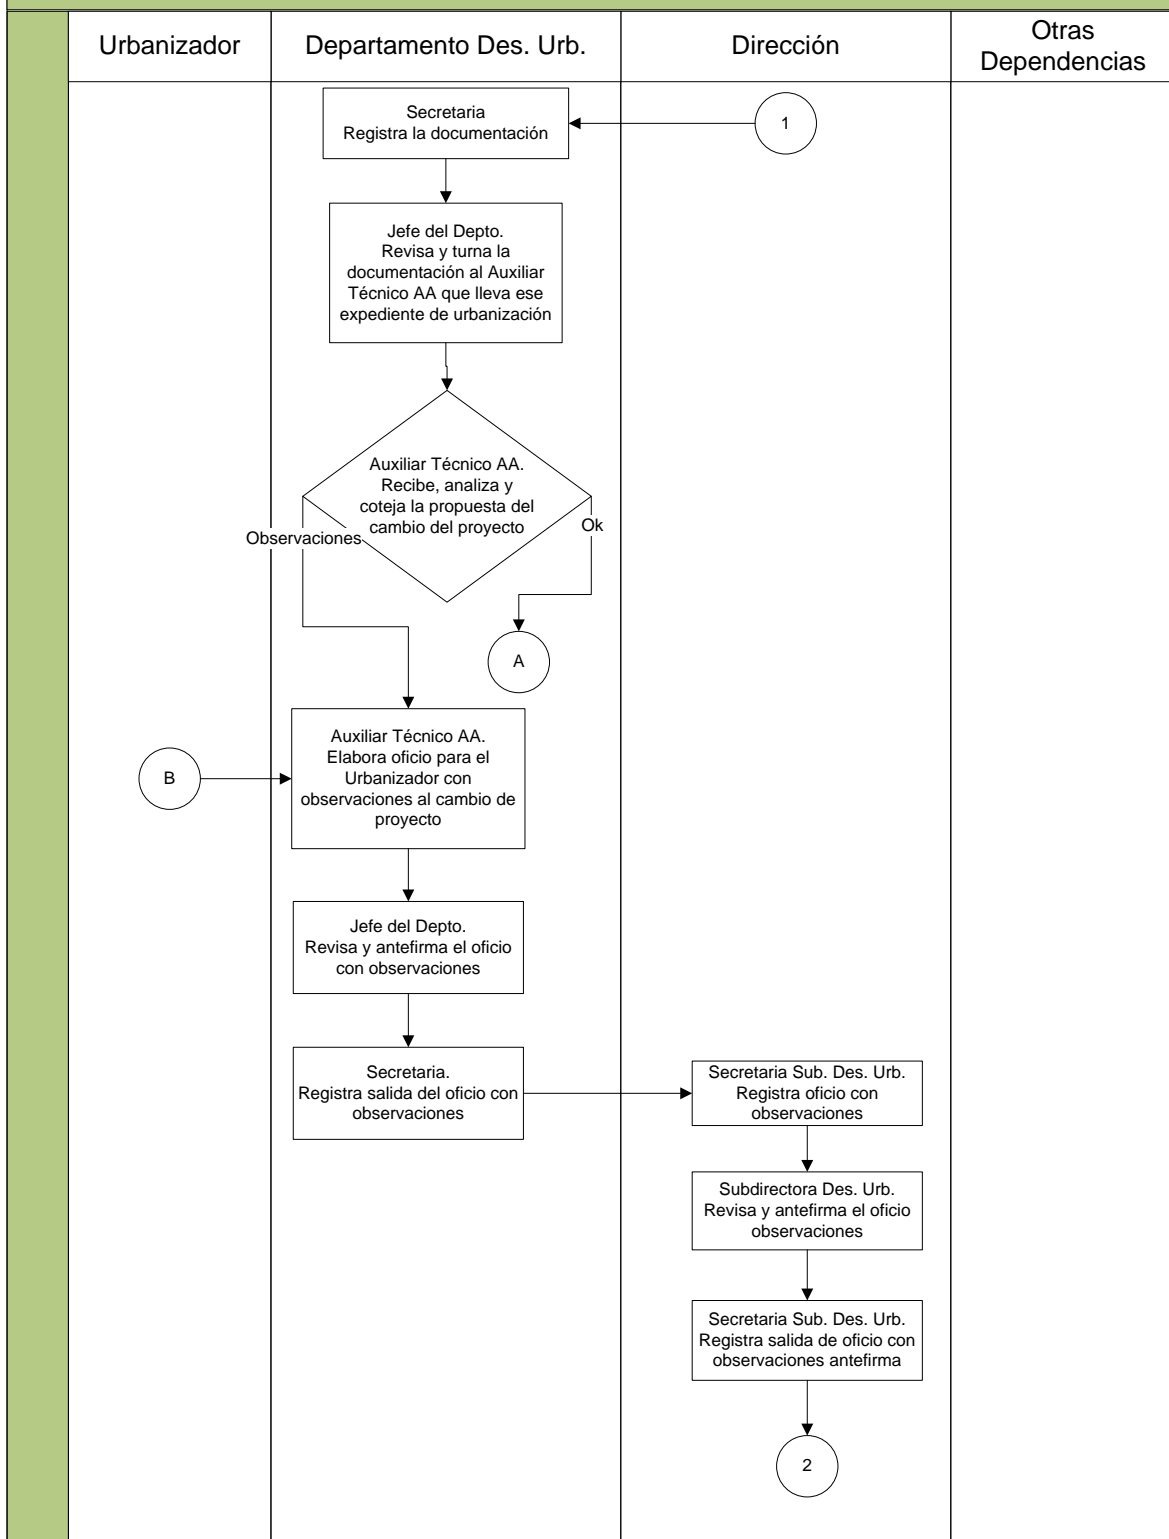 Urbanizador
Departamento Des. Urb.
Dirección
Otras
Dependencias
Secretaria
Registra la documentación
1
Jefe del Depto.
Revisa y turna la
documentación al Auxiliar
Técnico AA que lleva ese
expediente de urbanización
Auxiliar Técnico AA.
Recibe, analiza y
coteja la propuesta del
cambio del proyecto
Observaciones
Ok
A
Auxiliar Técnico AA.
Elabora oficio para el
Urbanizador con
observaciones al cambio de
proyecto
B
Jefe del Depto.
Revisa y antefirma el oficio
con observaciones
Secretaria.
Registra salida del oficio con
observaciones
Secretaria Sub. Des. Urb.
Registra oficio con
observaciones
Subdirectora Des. Urb.
Revisa y antefirma el oficio
observaciones
Secretaria Sub. Des. Urb.
Registra salida de oficio con
observaciones antefirma
2